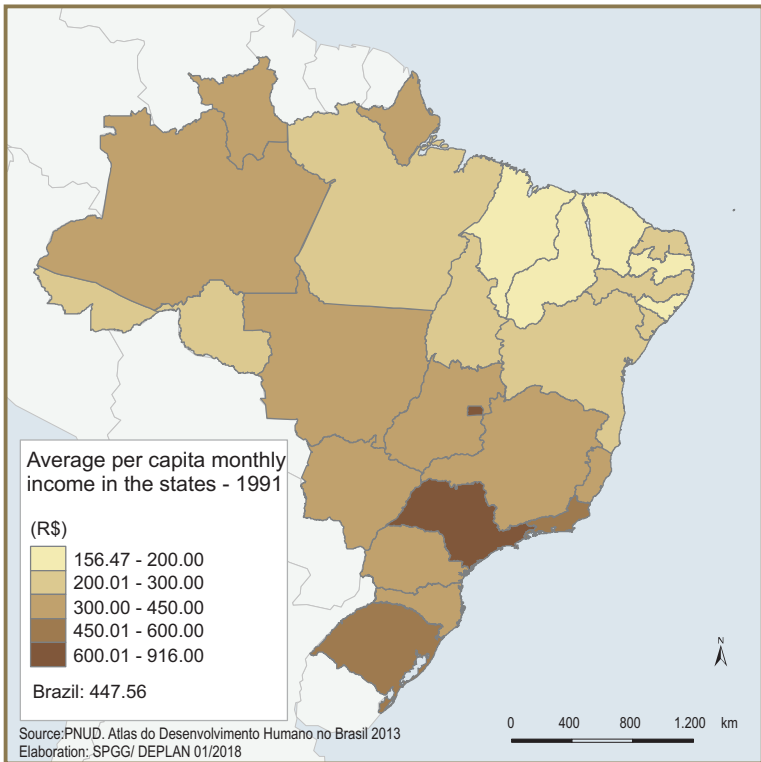 Average per capita monthly
income in the states - 1991
(R$)
156.47 - 200.00
200.01 - 300.00
300.00 - 450.00
450.01 - 600.00
600.01 - 916.00
Brazil: 447.56
Source:PNUD. Atlas do Desenvolvimento Humano no Brasil 2013
Elaboration: SPGG/ DEPLAN 01/2018
N
0 400 800 1.200 km